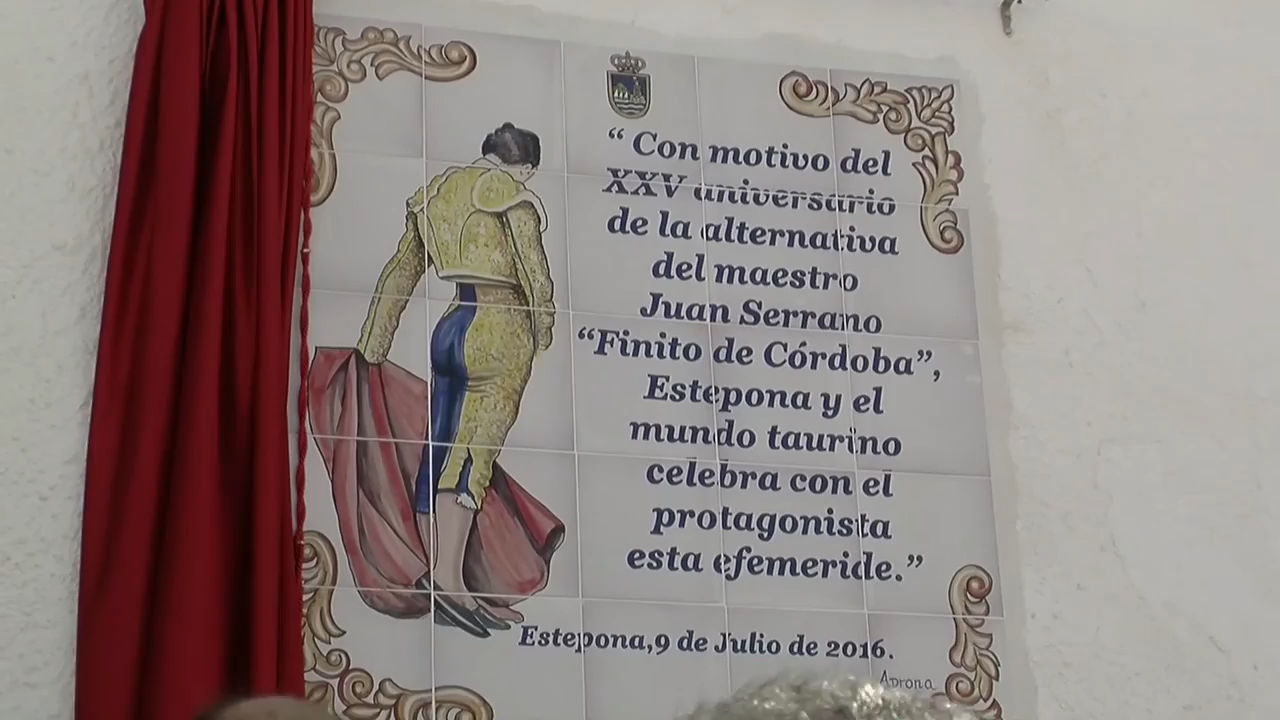 “ Con motivo del
XXV aniversario
de la alternativa
del maestro
Juan Serrano
“Finito de Córdoba”,
Estepona y el
mundo taurino
celebra con el
protagonista
esta efemeride.”
Estepona,9 de Julio de 2016.
Adrona